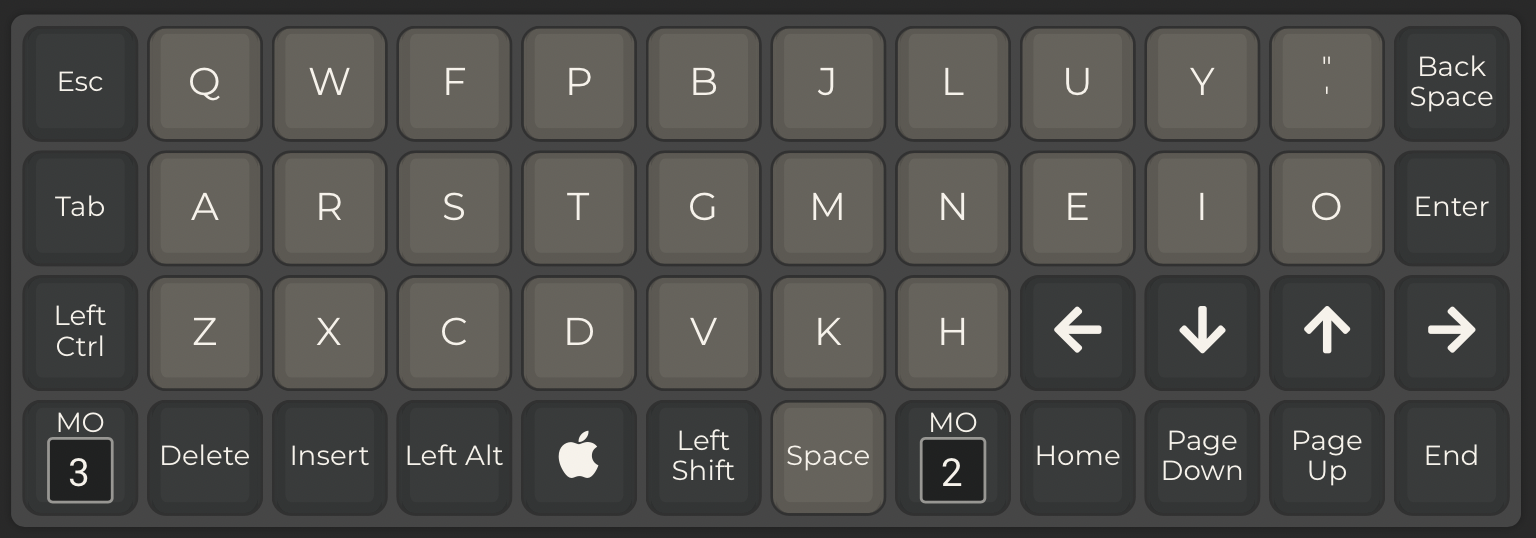 Esc Q W F P B J L U Y " Back
' Space
Tab A R S T G M N E I O Enter
Left
Ctrl Z X C D V K H ← ↓ ↑ →
MO
3 Delete Insert Left Alt Left
Shift Space MO
2 Home Page
Down Page
Up End